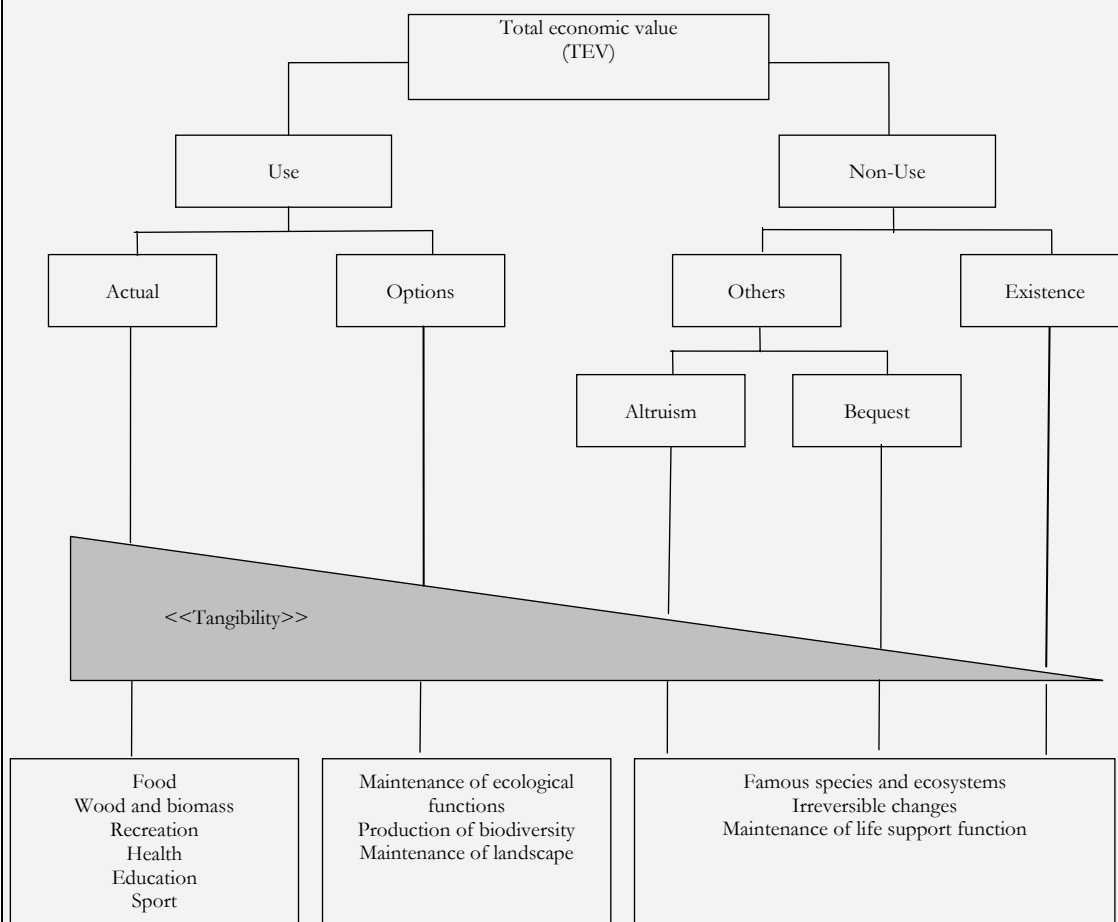 Total economic value
(TEV)
Use
Non-Use
Actual
Options
Others
Existence
Altruism
Bequest
<<Tangibility>>
Food
Wood and biomass
Recreation
Health
Education
Sport
Maintenance of ecological
functions
Production of biodiversity
Maintenance of landscape
Famous species and ecosystems
Irreversible changes
Maintenance of life support function